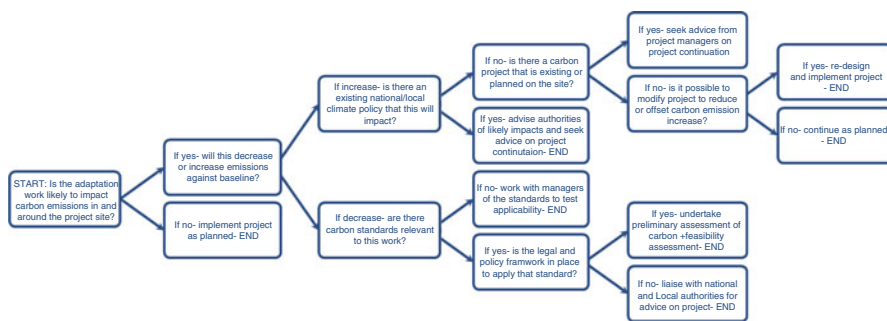 START: Is the adaptation
work likely to impact
carbon emissions in and
around the project site?
If yes- will this decrease
or increase emissions
against baseline?
If no- implement project
as planned- END
If increase- is there an
existing national/local
climate policy that this will
impact?
If decrease- are there
carbon standards relevant
to this work?
If no- is there a carbon
project that is existing or
planned on the site?
If yes- advise authorities
of likely impacts and seek
advice on project
continutaion- END
If no- work with managers
of the standards to test
applicability- END
If yes- is the legal and
policy framwork in place
to apply that standard?
If yes- seek advice from
project managers on
project continuation
If no- is it possible to
modify project to reduce
or offset carbon emission
increase?
If yes- undertake
preliminary assessment of
carbon +feasibility
assessment- END
If no- liaise with national
and Local authorities for
advice on project- END
If yes- re-design
and implement project
- END
If no- continue as planned
- END